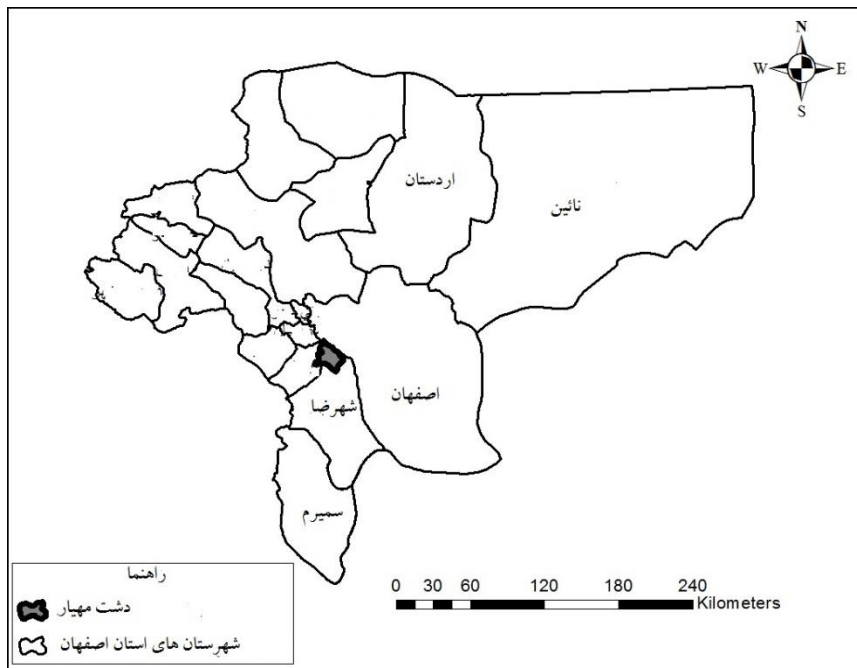 N
W E
S
اردستان
نائین
اصفهان
شهرضا
سمیرم
راهنما
دشت مهیار
شهرستان های استان اصفهان
0 30 60 120 180 240
Kilometers